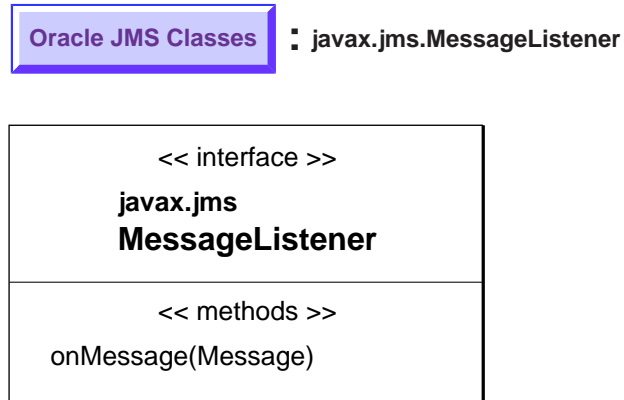 Oracle JMS Classes : javax.jms.MessageListener
<< interface >>
javax.jms
MessageListener
<< methods >>
onMessage(Message)